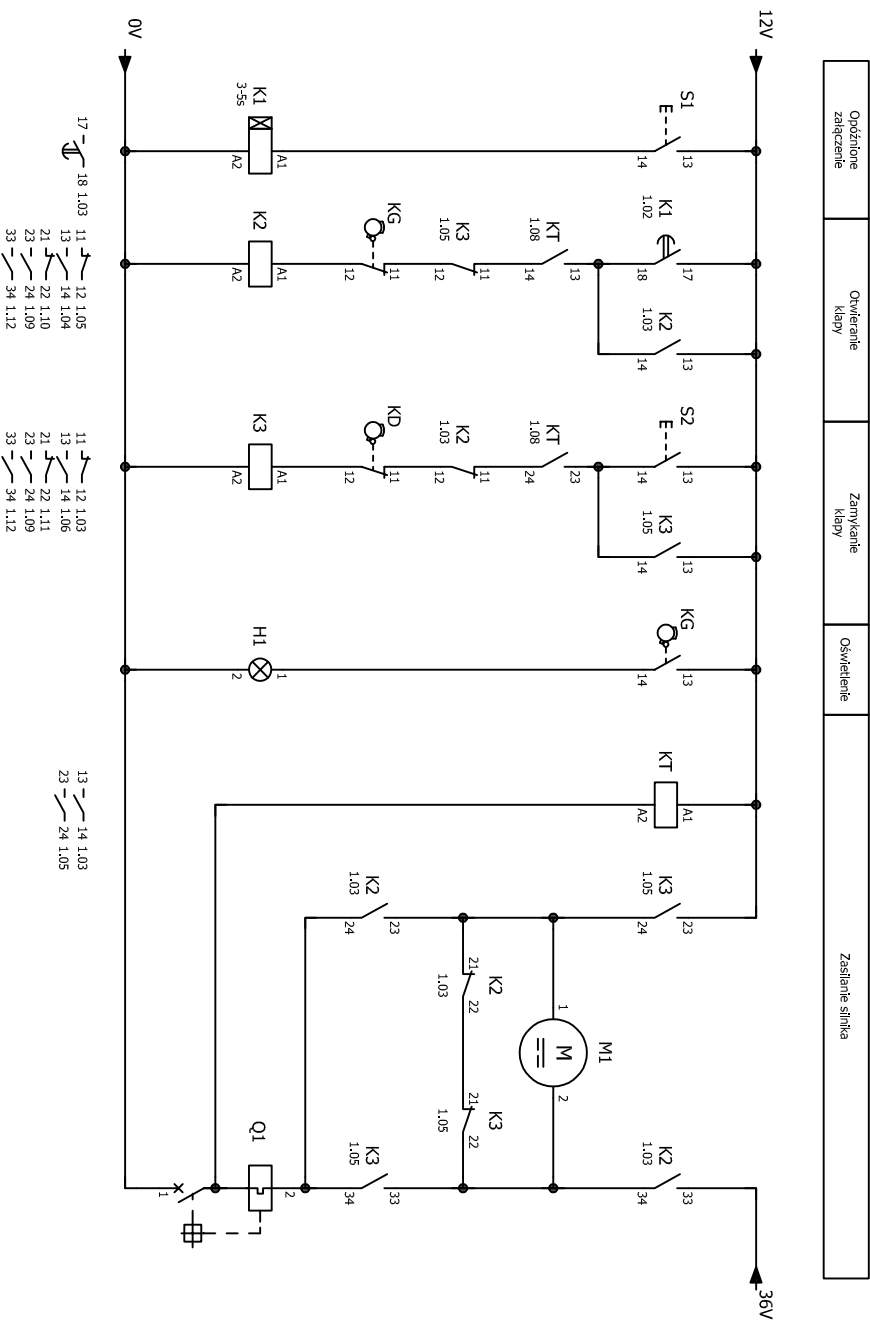 Opóźnione
załączenie
Otwieranie
klapy
Zamykanie
klapy
Oświetlenie
Zasilanie silnika
12V
36V
S1
13
14
K1
1.02
17
18
K2
1.03
13
14
S2
13
14
K3
1.05
13
14
KG
13
14
KT
A1
A2
K3
1.05
23
24
K2
1.03
33
34
KT
1.08
13
14
KT
1.08
23
24
M1
M
1
2
K3
1.05
11
12
K2
1.03
11
12
K2
1.03
21
22
K3
1.05
21
22
KG
11
12
KD
11
12
K2
1.03
23
24
K3
1.05
33
34
K1
3-5s
A1
A2
K2
A1
A2
K3
A1
A2
H1
1
2
Q1
2
1
0V
17
18 1.03
11
12 1.05
13
14 1.04
21
22 1.10
23
24 1.09
33
34 1.12
11
12 1.03
13
14 1.06
21
22 1.11
23
24 1.09
33
34 1.12
13
14 1.03
23
24 1.05